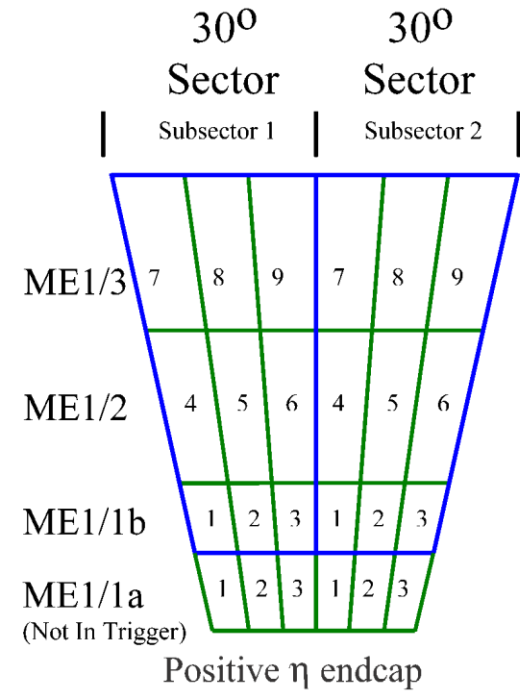 30º 30º
Sector Sector
Subsector 1 Subsector 2
ME1/3 7 8 9 7 8 9
ME1/2 4 5 6 4 5 6
ME1/1b 1 2 3 1 2 3
ME1/1a 1 2 3 1 2 3
(Not In Trigger)
Positive η endcap